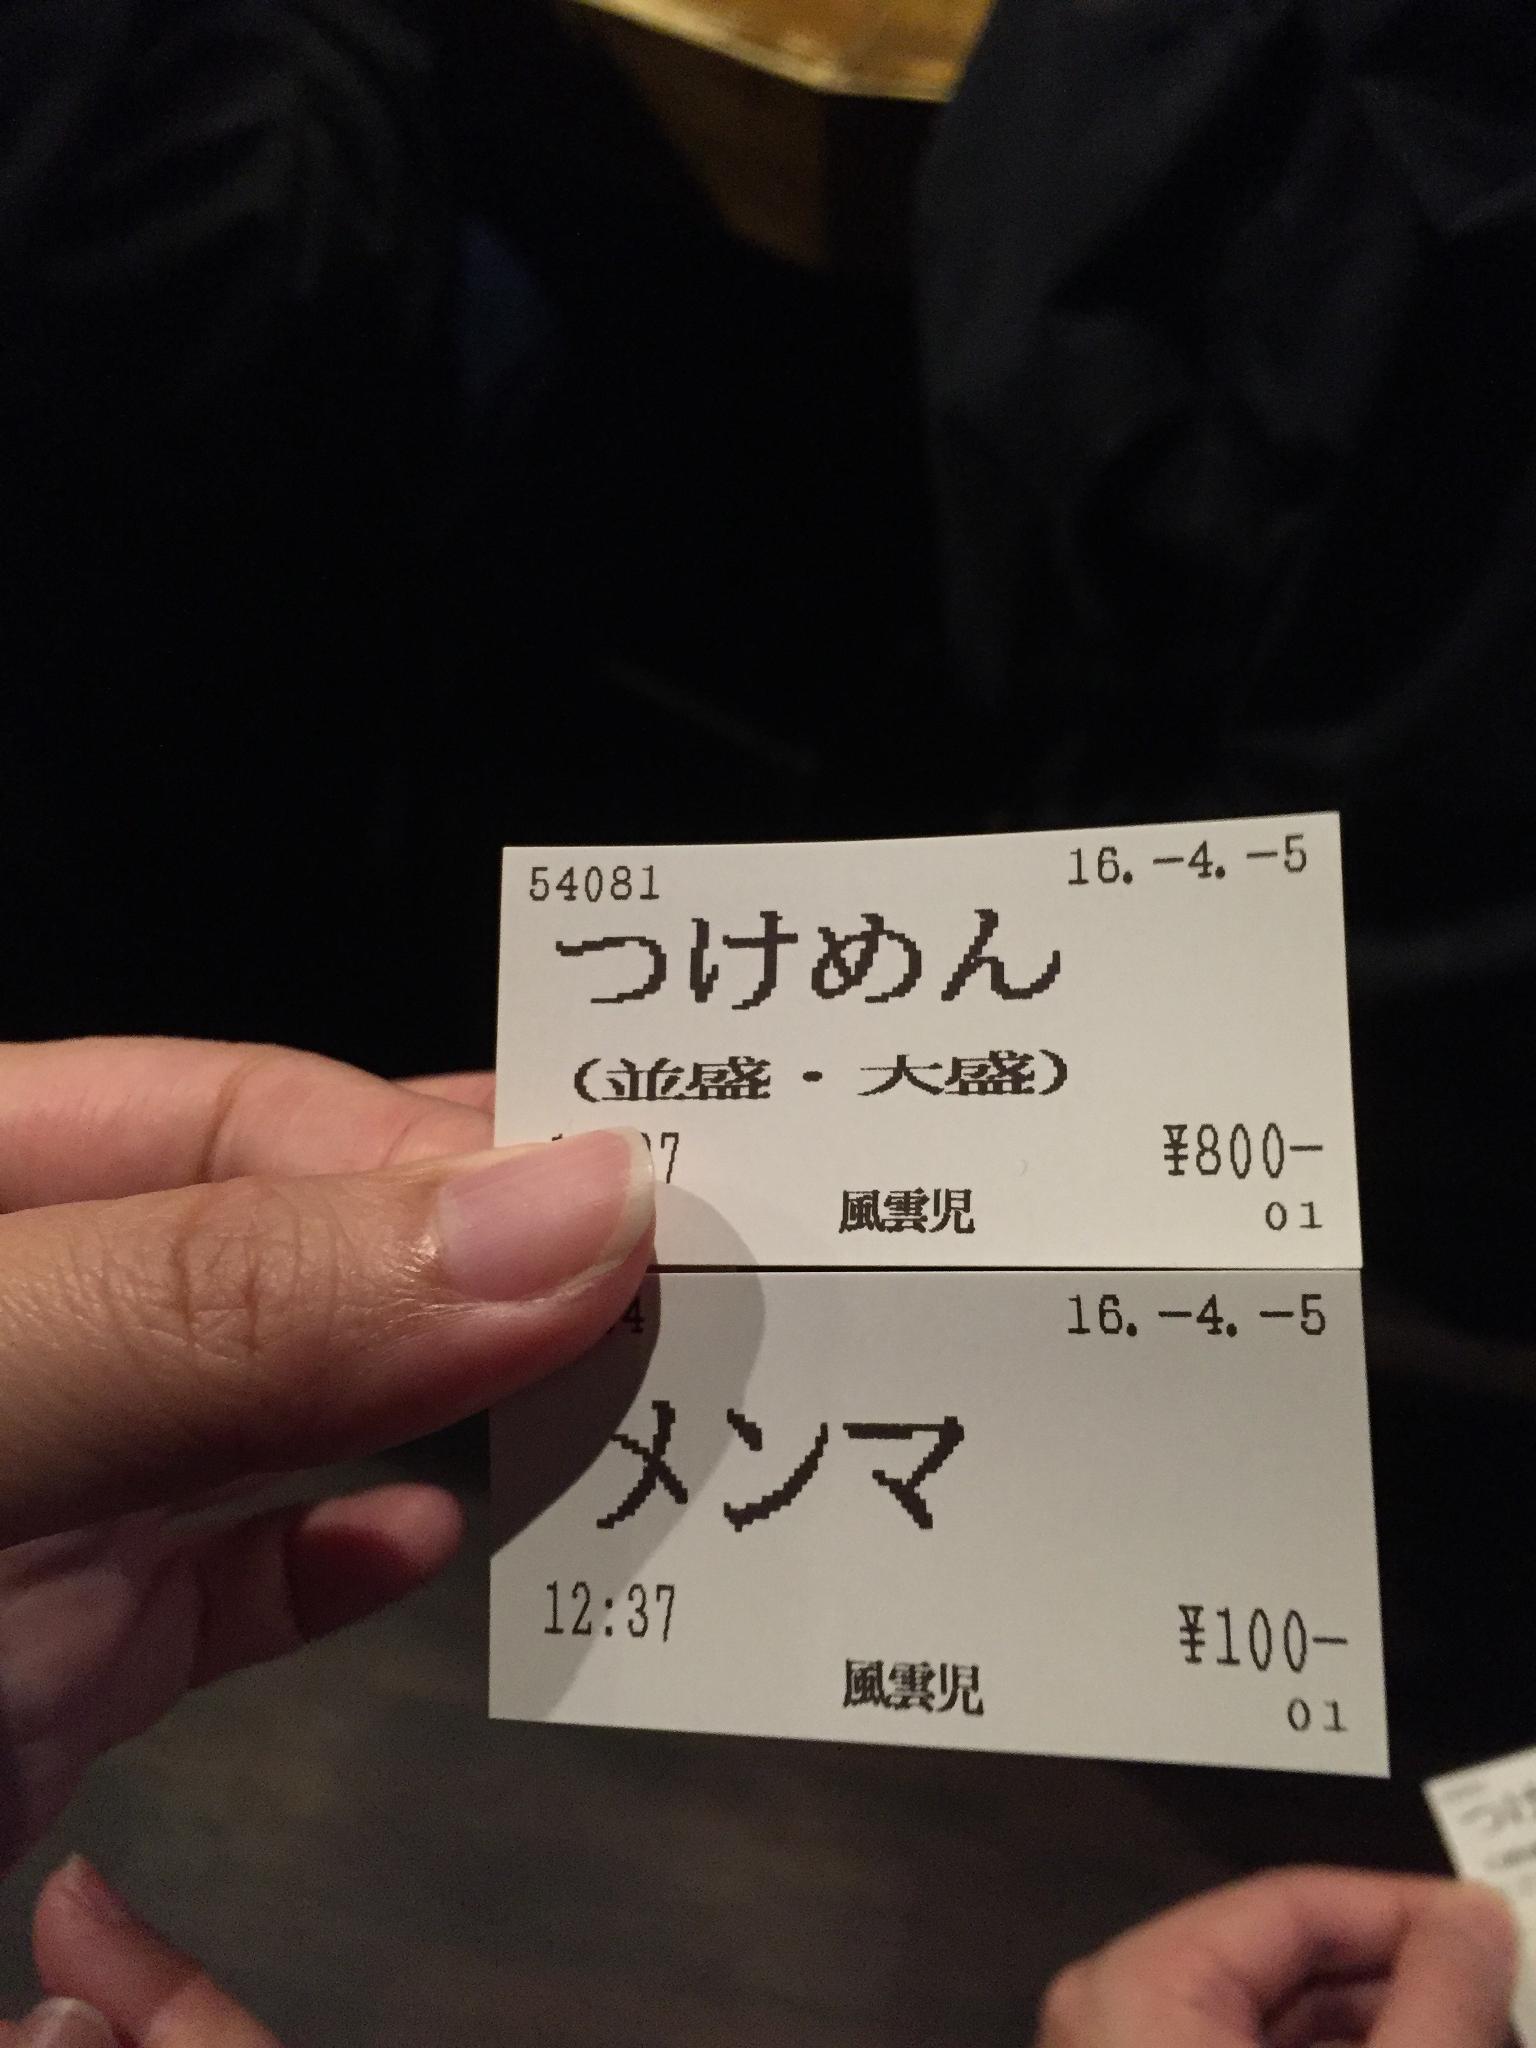 54081 16.-4.-5
つけめん
(並盛・大盛)
¥800-
風雲児 01
16.-4.-5
メンマ
12:37 ¥100-
風雲児 01